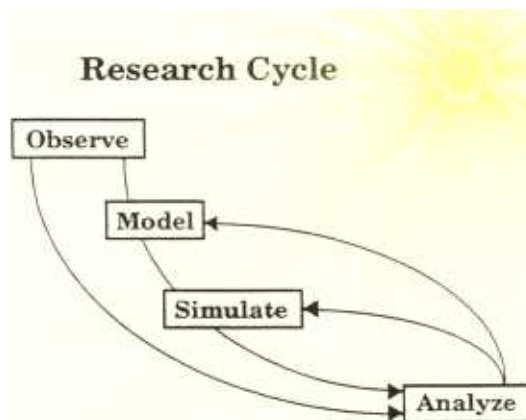 Research Cycle
Observe
Model
Simulate
Analyze